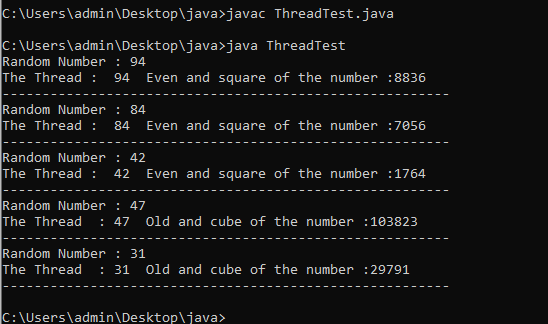 C:\Users\admin\Desktop\java>javac ThreadTest.java
C:\Users\admin\Desktop\java>java ThreadTest
Random Number : 94
The Thread :  94  Even and square of the number :8836
--------------------------------------------------------
Random Number : 84
The Thread :  84  Even and square of the number :7056
--------------------------------------------------------
Random Number : 42
The Thread :  42  Even and square of the number :1764
--------------------------------------------------------
Random Number : 47
The Thread  : 47  Old and cube of the number :103823
--------------------------------------------------------
Random Number : 31
The Thread  : 31  Old and cube of the number :29791
--------------------------------------------------------
C:\Users\admin\Desktop\java>